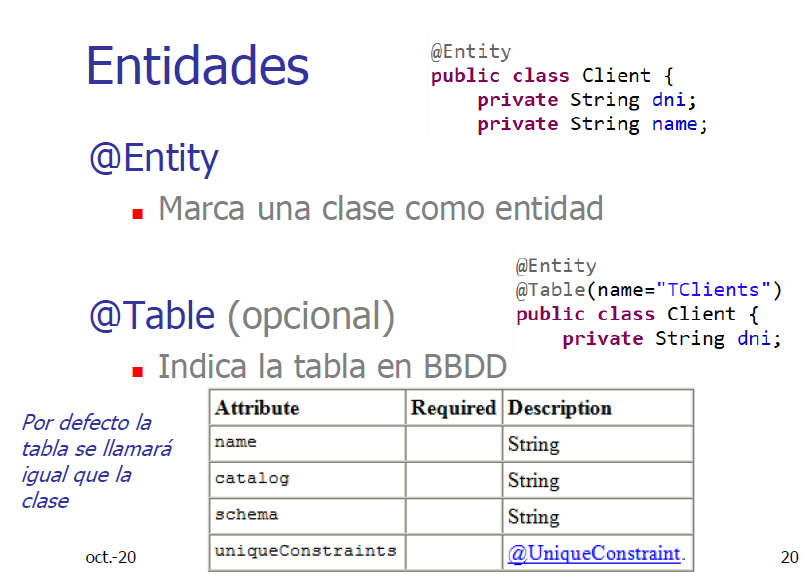 Entidades
@Entity
public class Client {
private String dni;
private String name;
@Entity
Marca una clase como entidad
@Entity
@Table(name="TClients")
public class Client {
private String dni;
@Table (opcional)
Indica la tabla en BBDD
Por defecto la
tabla se llamará
igual que la
clase
Attribute Required Description
name String
catalog String
schema String
uniqueConstraints @UniqueConstraint.
oct.-20
20